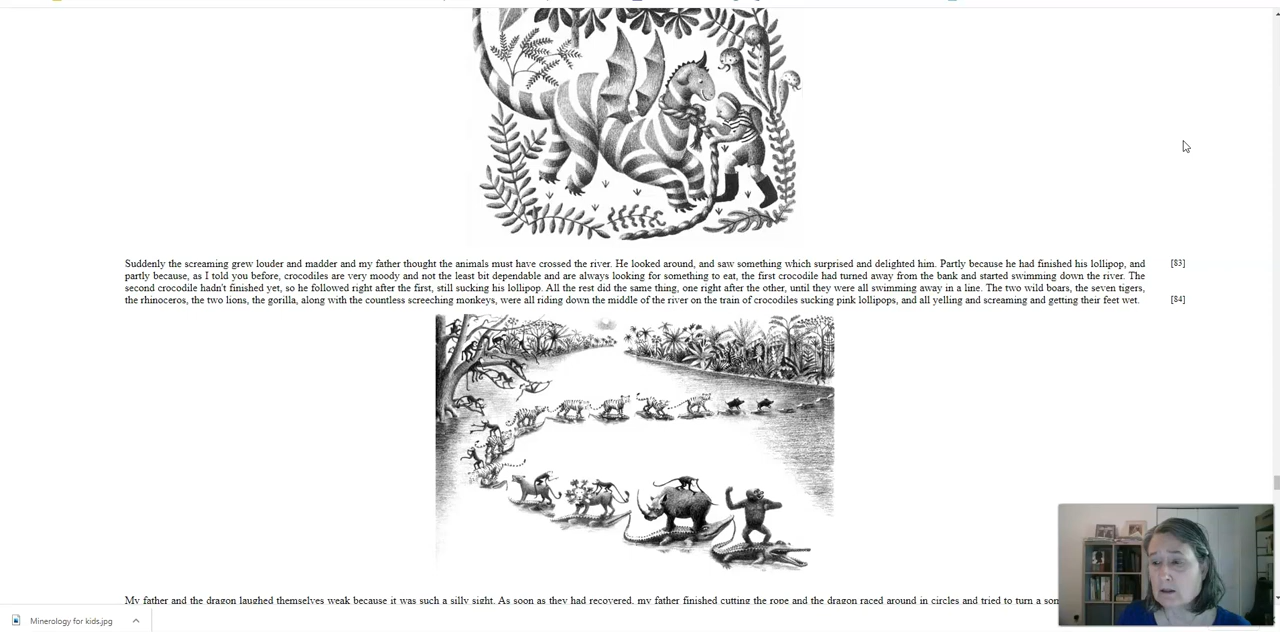 Suddenly the screaming grew louder and madder and my father thought the animals must have crossed the river. He looked around, and saw something which surprised and delighted him. Partly because he had finished his lollipop, and [83]
partly because, as I told you before, crocodiles are very moody and not the least bit dependable and are always looking for something to eat, the first crocodile had turned away from the bank and started swimming down the river. The
second crocodile hadn't finished yet, so he followed right after the first, still sucking his lollipop. All the rest did the same thing, one right after the other, until they were all swimming away in a line. The two wild boars, the seven tigers,
the rhinoceros, the two lions, the gorilla, along with the countless screeching monkeys, were all riding down the middle of the river on the train of crocodiles sucking pink lollipops, and all yelling and screaming and getting their feet wet. [84]
My father and the dragon laughed themselves weak because it was such a silly sight. As soon as they had recovered, my father finished cutting the rope and the dragon raced around in circles and tried to turn a
Minerology for kids.jpg